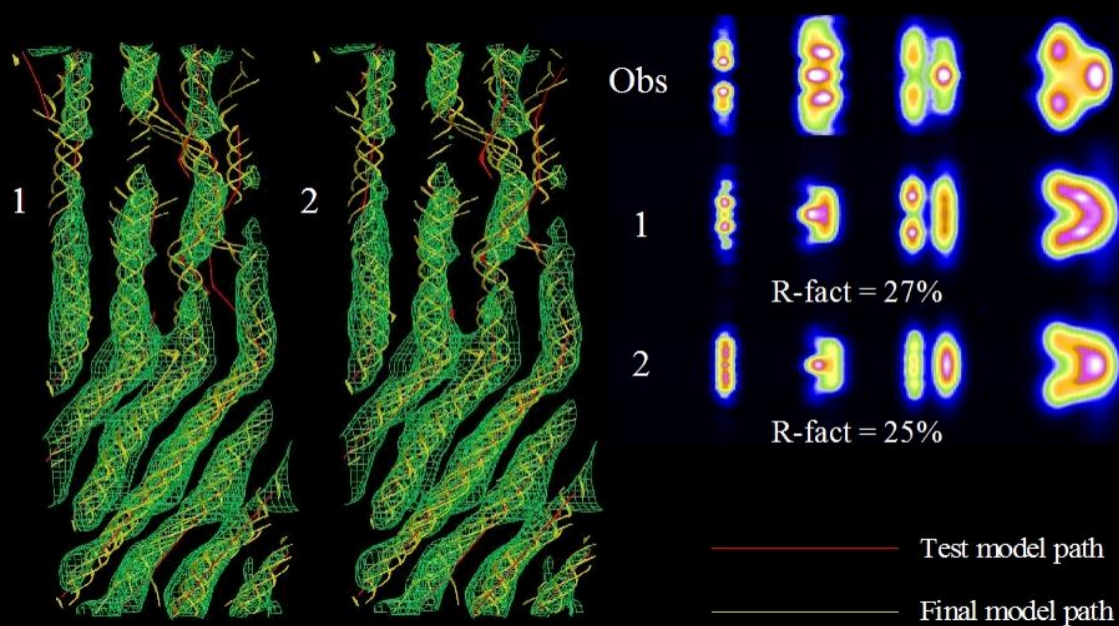 1
2
Obs
1
R-fact = 27%
2
R-fact = 25%
Test model path
Final model path